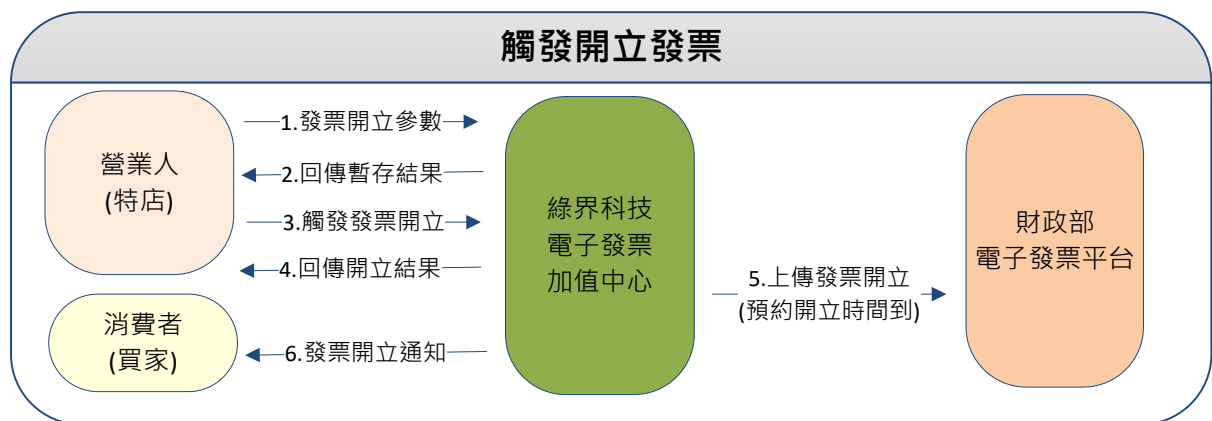 觸發開立發票
營業人
(特店)
1.發票開立參數
2.回傳暫存結果
3.觸發發票開立
4.回傳開立結果
綠界科技
電子發票
加值中心
5.上傳發票開立
(預約開立時間到)
財政部
電子發票平台
消費者
(買家)
6.發票開立通知